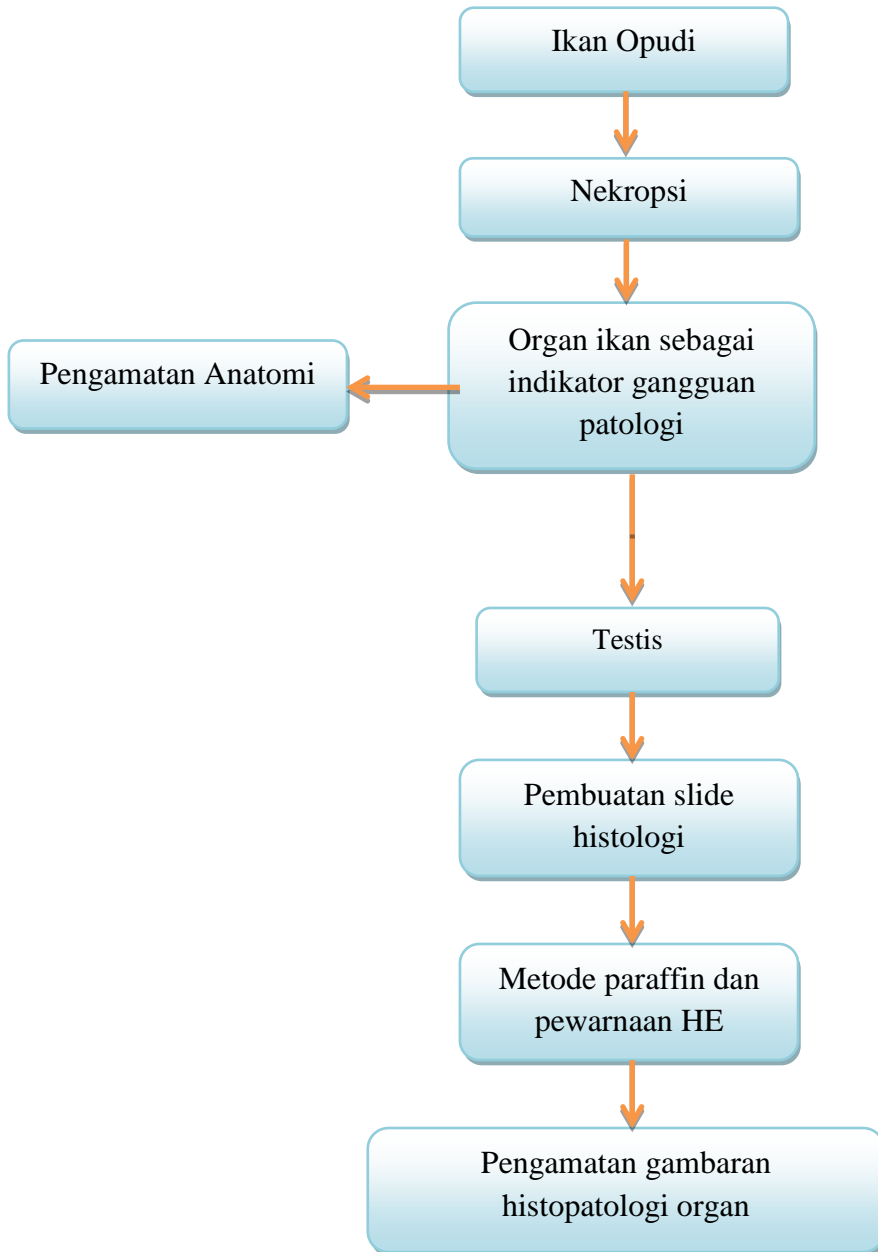 Ikan Opudi
Nekropsi
Organ ikan sebagai
indikator gangguan
patologi
Pengamatan Anatomi
Testis
Pembuatan slide
histologi
Metode paraffin dan
pewarnaan HE
Pengamatan gambaran
histopatologi organ